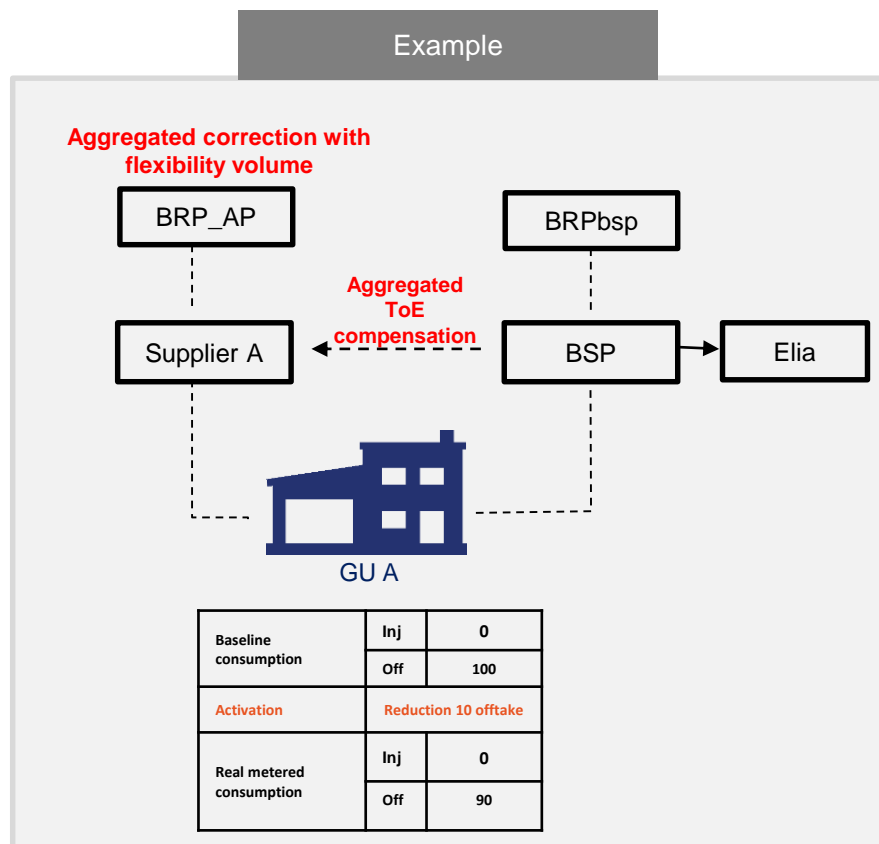 Example
Aggregated correction with
flexibility volume
BRP_AP
BRPbsp
Aggregated
ToE
compensation
Supplier A
BSP
Elia
GU A
Baseline
consumption
Inj
0
Off
100
Activation
Reduction 10 offtake
Real metered
consumption
Inj
0
Off
90